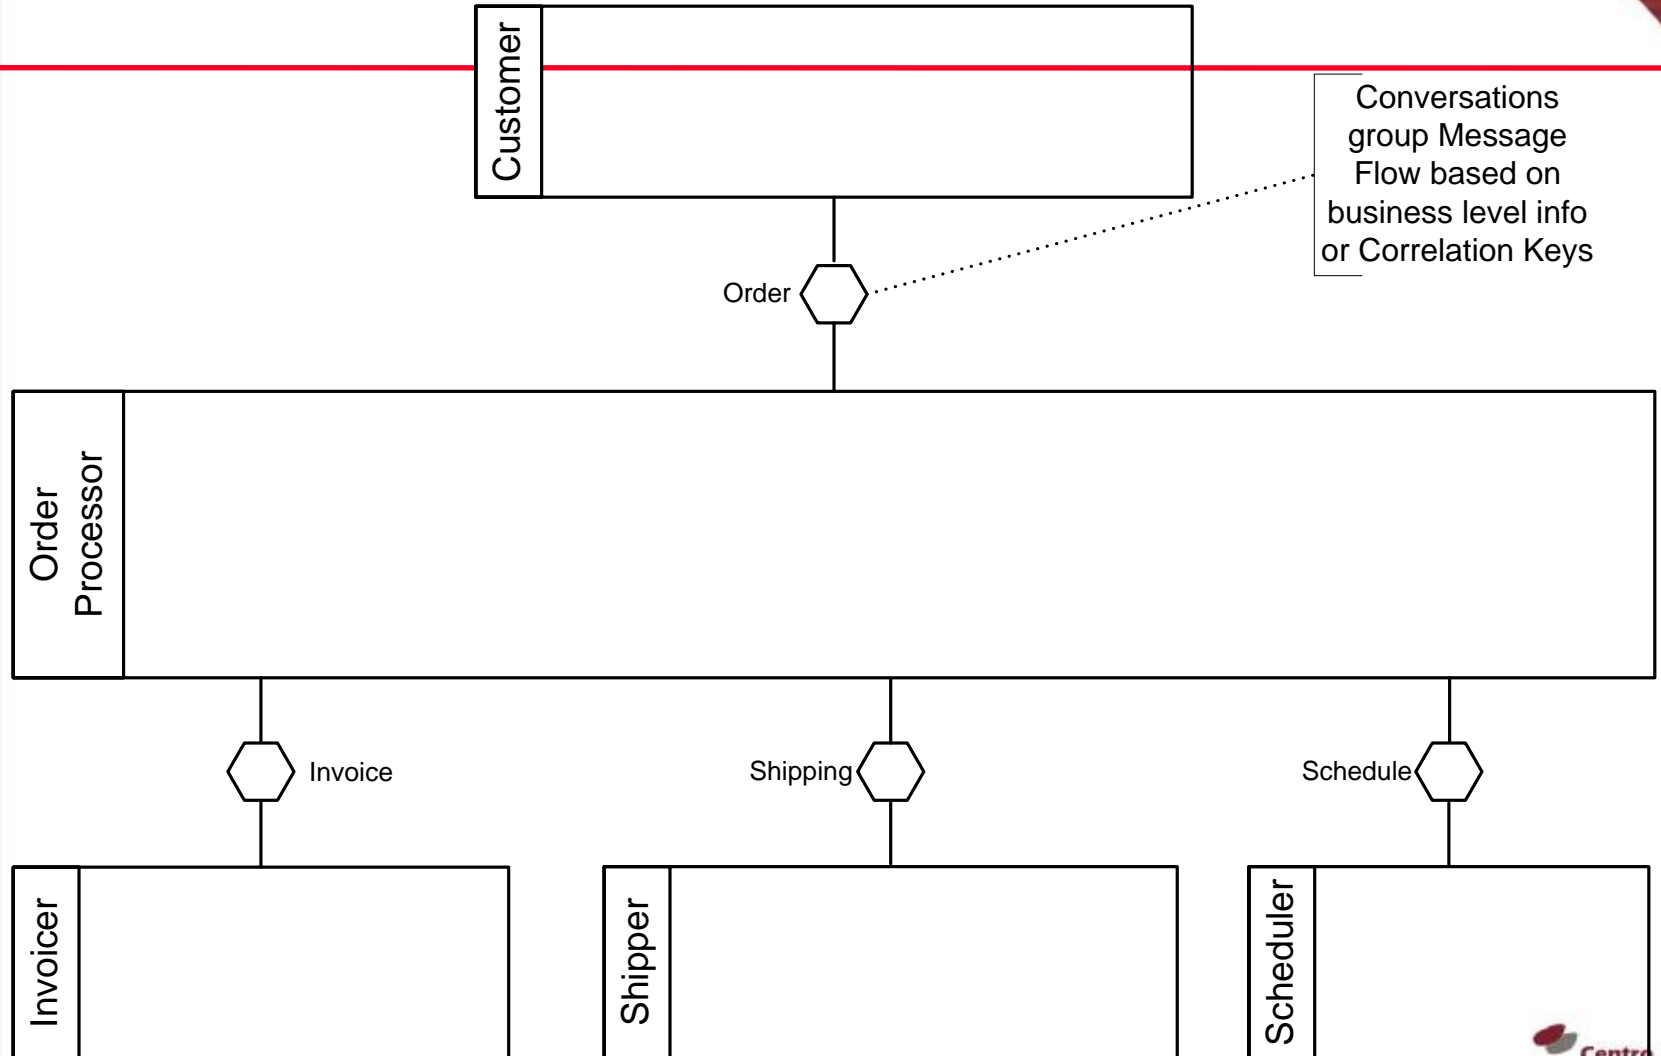 Customer
Conversations
group Message
Flow based on
business level info
or Correlation Keys
Order
Order
Processor
Invoice
Shipping
Schedule
Invoicer
Shipper
Scheduler
Centro